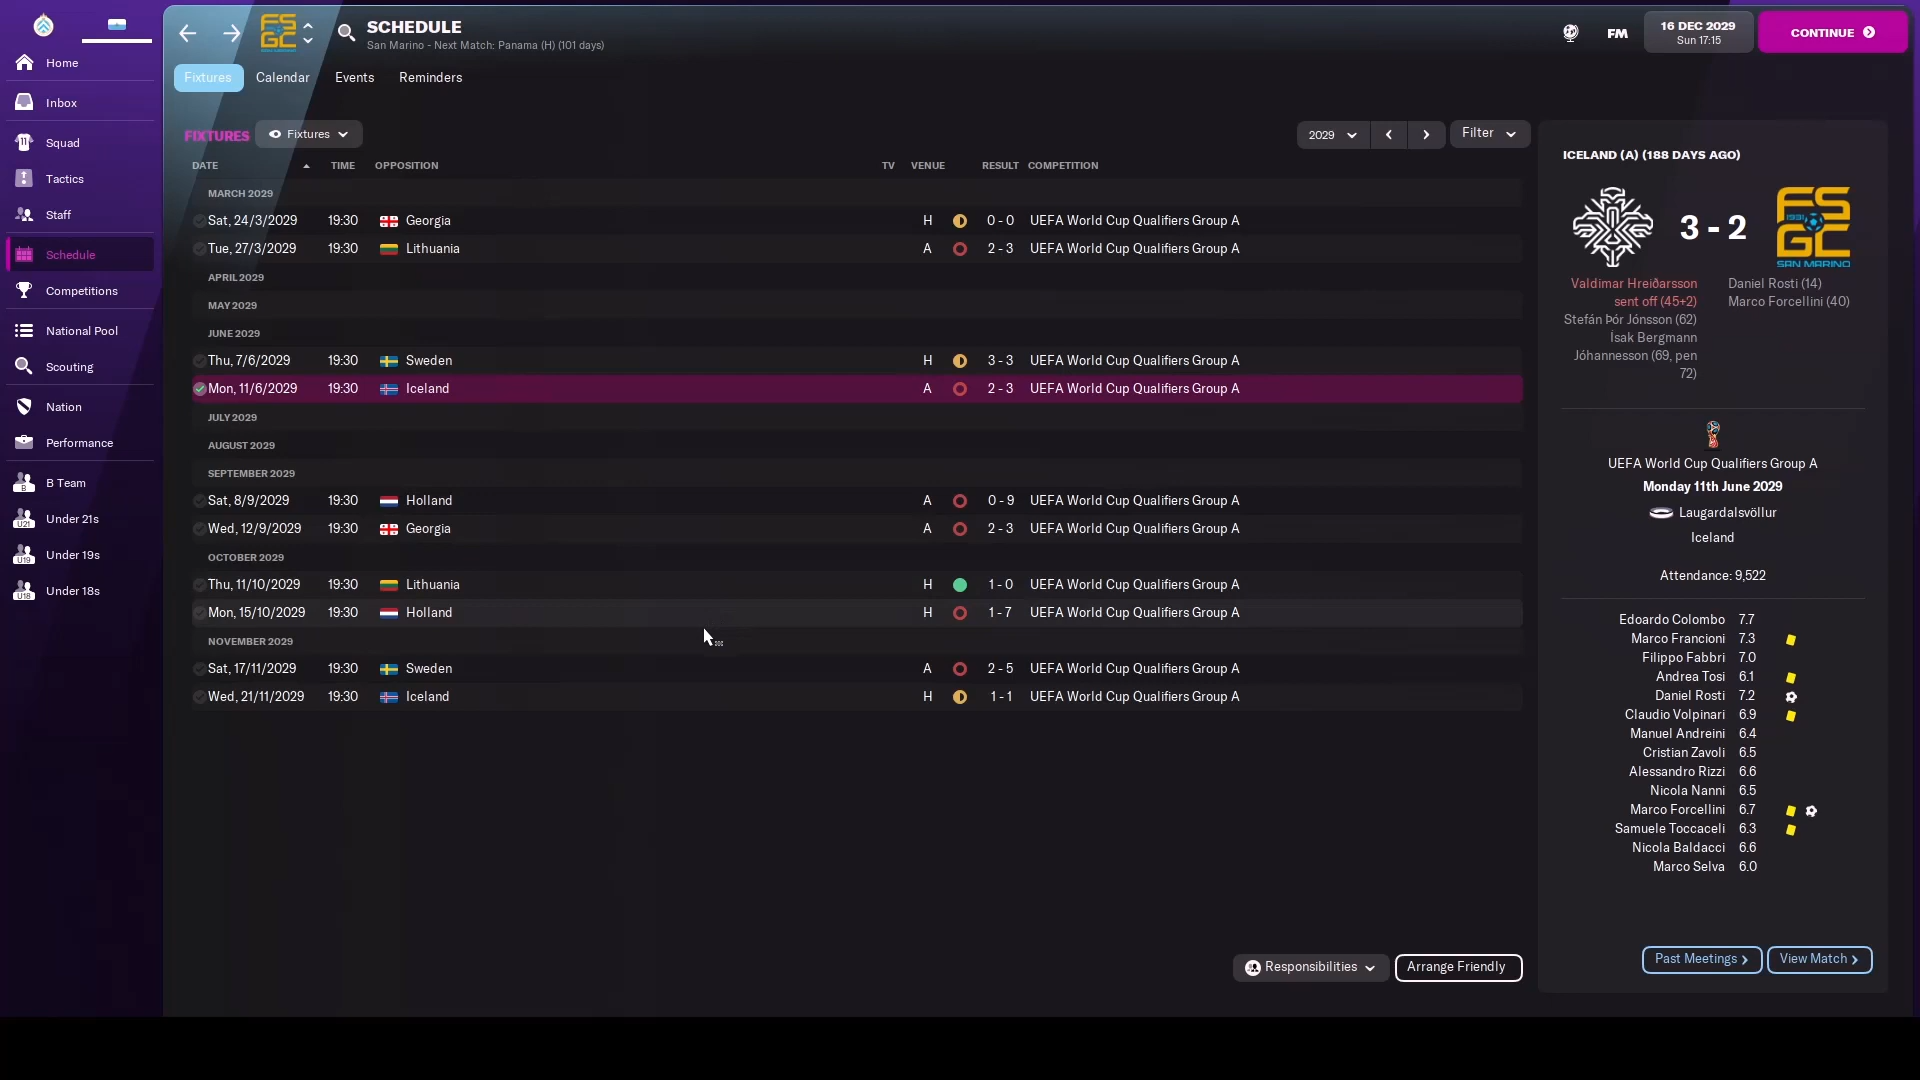 SCHEDULE
San Marino - Next Match: Panama (H) (101 days)
FM
16 DEC 2029
Sun 17:15
CONTINUE
Home
Inbox
Squad
Tactics
Staff
Schedule
Competitions
National Pool
Scouting
Nation
Performance
B
B Team
U21
Under 21s
U19
Under 19s
U18
Under 18s
Fixtures
Calendar
Events
Reminders
FIXTURES
Fixtures
2029
Filter
DATE TIME OPPOSITION TV VENUE RESULT COMPETITION
MARCH 2029
Sat, 24/3/2029 19:30 Georgia H 0 - 0 UEFA World Cup Qualifiers Group A
Tue, 27/3/2029 19:30 Lithuania A 2 - 3 UEFA World Cup Qualifiers Group A
APRIL 2029
MAY 2029
JUNE 2029
Thu, 7/6/2029 19:30 Sweden H 3 - 3 UEFA World Cup Qualifiers Group A
Mon, 11/6/2029 19:30 Iceland A 2 - 3 UEFA World Cup Qualifiers Group A
JULY 2029
AUGUST 2029
SEPTEMBER 2029
Sat, 8/9/2029 19:30 Holland A 0 - 9 UEFA World Cup Qualifiers Group A
Wed, 12/9/2029 19:30 Georgia A 2 - 3 UEFA World Cup Qualifiers Group A
OCTOBER 2029
Thu, 11/10/2029 19:30 Lithuania H 1 - 0 UEFA World Cup Qualifiers Group A
Mon, 15/10/2029 19:30 Holland H 1 - 7 UEFA World Cup Qualifiers Group A
NOVEMBER 2029
Sat, 17/11/2029 19:30 Sweden A 2 - 5 UEFA World Cup Qualifiers Group A
Wed, 21/11/2029 19:30 Iceland H 1 - 1 UEFA World Cup Qualifiers Group A
Responsibilities
Arrange Friendly
ICELAND (A) (188 DAYS AGO)
3 - 2
FS
1931
GC
SAN MARINO
Valdimar Hreiðarsson
sent off (45+2)
Stefán Þór Jónsson (62)
Ísak Bergmann
Jóhannesson (69, pen
72)
Daniel Rosti (14)
Marco Forcellini (40)
UEFA World Cup Qualifiers Group A
Monday 11th June 2029
Laugardalsvöllur
Iceland
Attendance: 9,522
Edoardo Colombo 7.7
Marco Francioni 7.3
Filippo Fabbri 7.0
Andrea Tosi 6.1
Daniel Rosti 7.2
Claudio Volpinari 6.9
Manuel Andreini 6.4
Cristian Zavoli 6.5
Alessandro Rizzi 6.6
Nicola Nanni 6.5
Marco Forcellini 6.7
Samuele Toccaceli 6.3
Nicola Baldacci 6.6
Marco Selva 6.0
Past Meetings
View Match